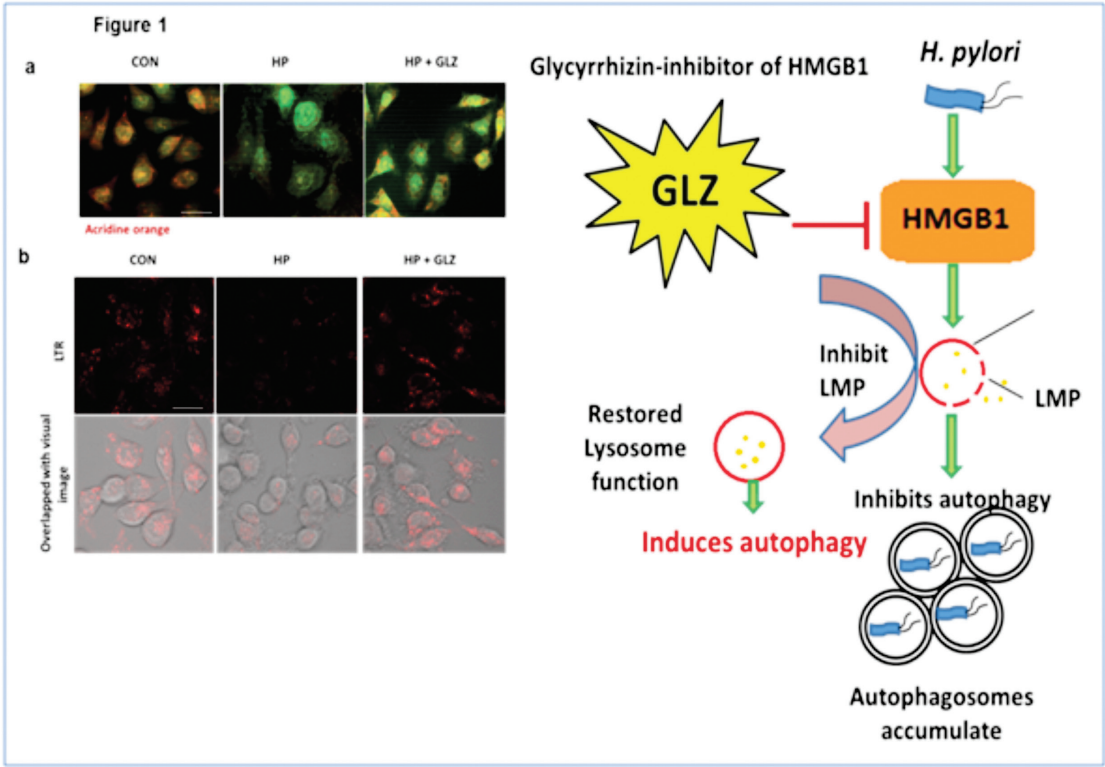 Figure 1
a
CON
HP
HP + GLZ
Acridine orange
b
CON
HP
HP + GLZ
LTR
Overlapped with visual
image
Glycyrrhizin-inhibitor of HMGB1
H. pylori
GLZ
HMGB1
Inhibit
LMP
LMP
Restored
Lysosome
function
Induces autophagy
Inhibits autophagy
Autophagosomes
accumulate